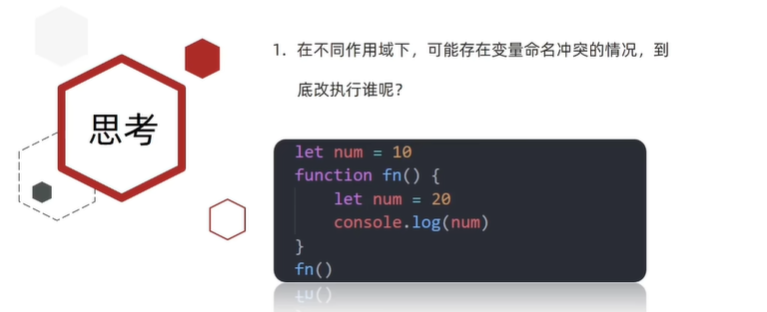 思考
1. 在不同作用域下，可能存在变量命名冲突的情况，到
底改执行谁呢？
let num = 10
function fn() {
    let num = 20
    console.log(num)
}
fn()